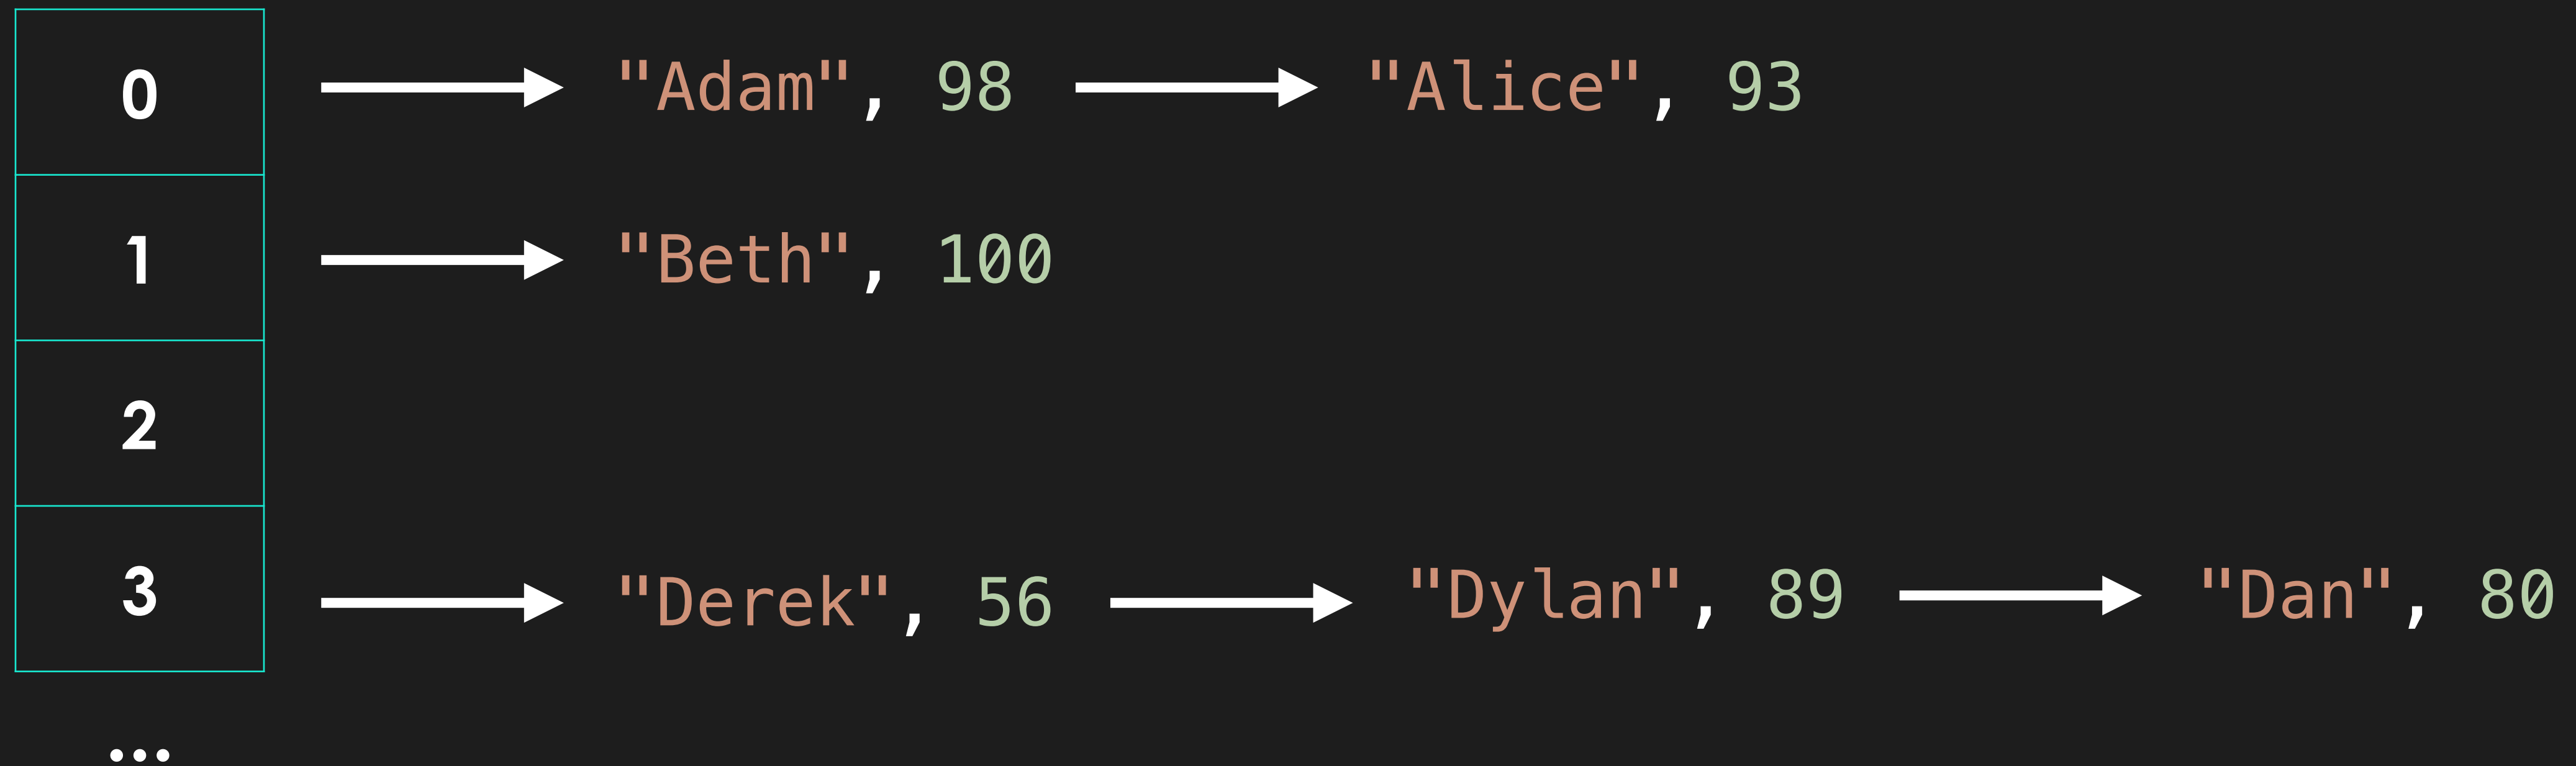 0 "Adam", 98 "Alice", 93
1 "Beth", 100
2
3 "Derek", 56 "Dylan", 89 "Dan", 80
...